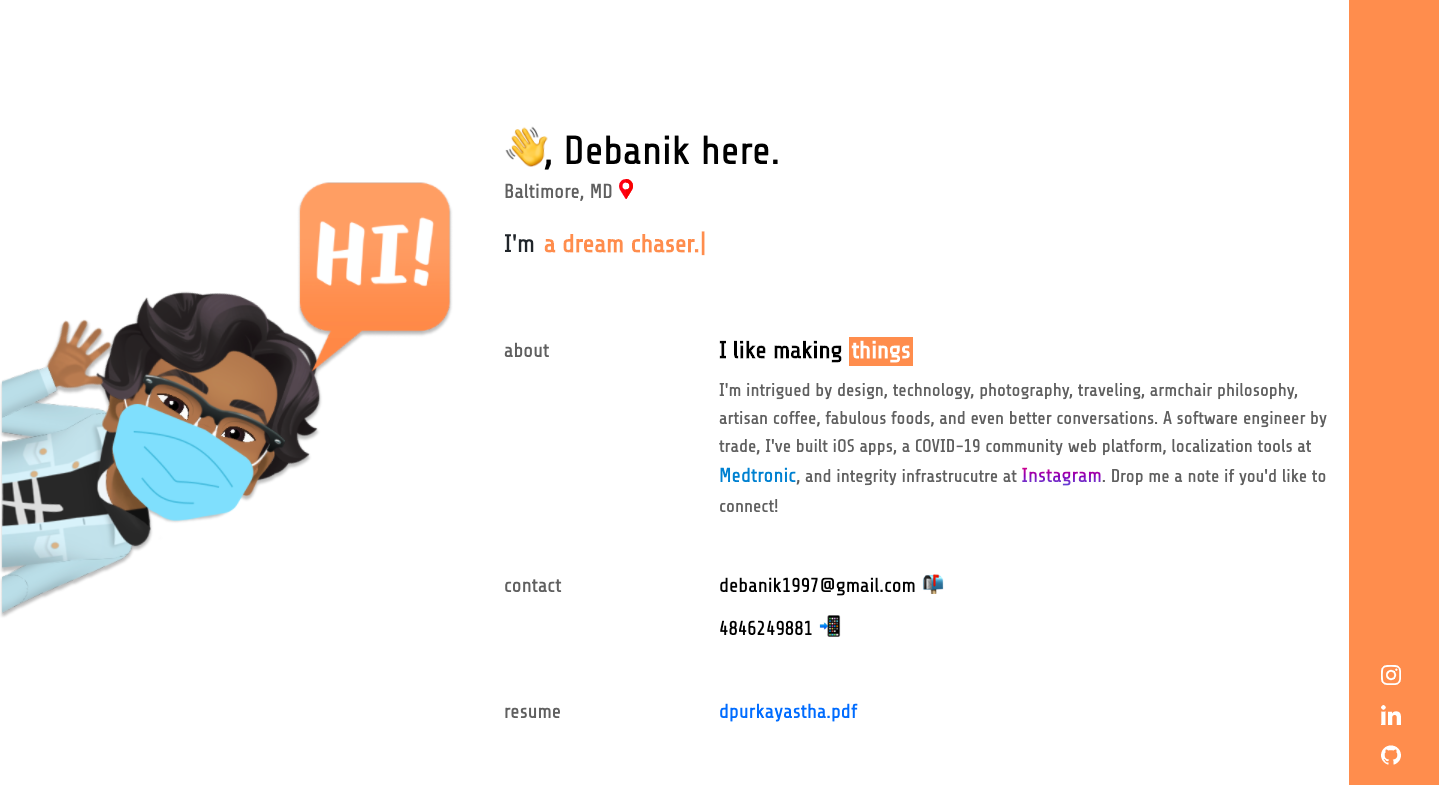 HI!
👋, Debanik here.
Baltimore, MD
I'm a dream chaser.|
about
I like making things
I'm intrigued by design, technology, photography, traveling, armchair philosophy,
artisan coffee, fabulous foods, and even better conversations. A software engineer by
trade, I've built iOS apps, a COVID-19 community web platform, localization tools at
Medtronic, and integrity infrastrucutre at Instagram. Drop me a note if you'd like to
connect!
contact
debanik1997@gmail.com 📬
4846249881 📲
resume
dpurkayastha.pdf
in